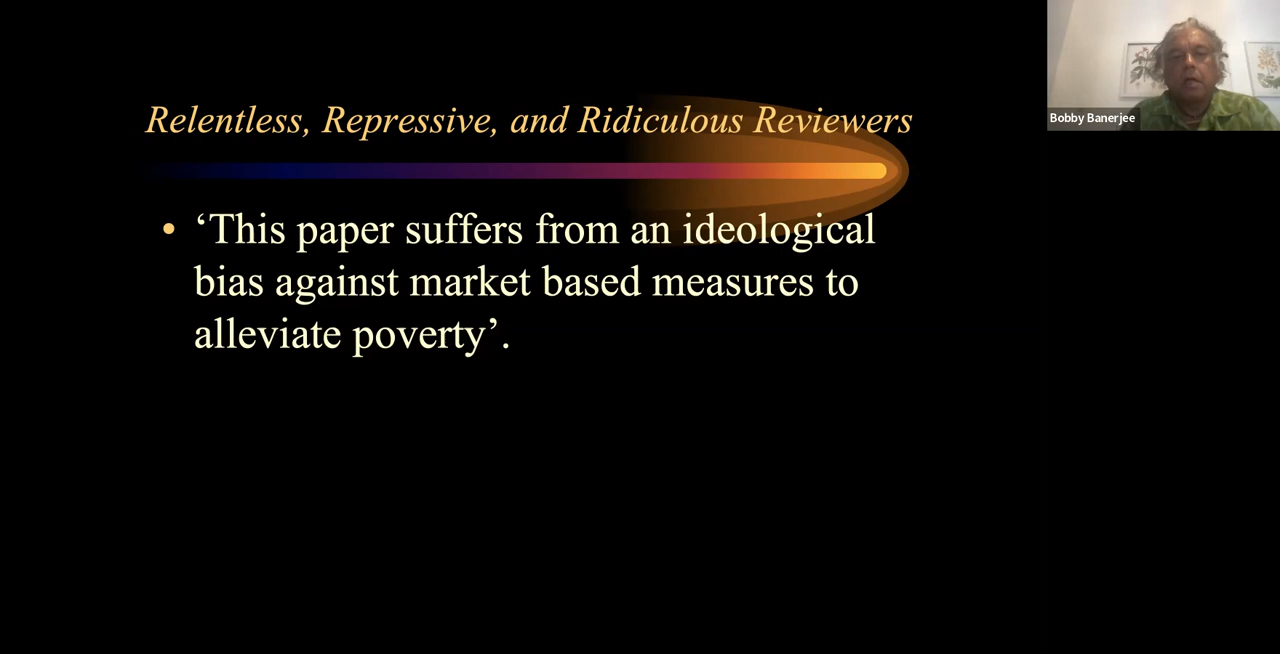 Relentless, Repressive, and Ridiculous Reviewers
• ‘This paper suffers from an ideological
bias against market based measures to
alleviate poverty’.
Bobby Banerjee